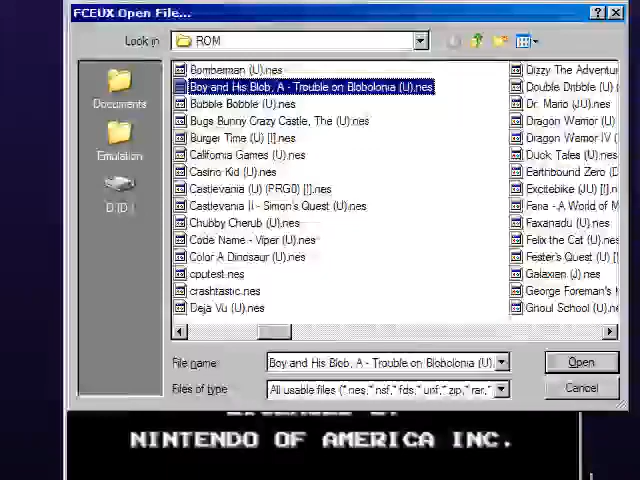 FCEUX Open File...
Look in
ROM
Documents
Emulation
D (D:)
Bomberman (U).nes
Boy and His Blob, A - Trouble on Blobolonia (U).nes
Bubble Bobble (U).nes
Bugs Bunny Crazy Castle, The (U).nes
Burger Time (U) [!].nes
California Games (U).nes
Casino Kid (U).nes
Castlevania (U) (PRG0) [!].nes
Castlevania II - Simon's Quest (U).nes
Chubby Cherub (U).nes
Code Name - Viper (U).nes
Color A Dinosaur (U).nes
cputest.nes
crashtastic.nes
Deja Vu (U).nes
Dizzy The Adventu
Double Dribble (U)
Dr. Mario (JU).nes
Dragon Warrior (U)
Dragon Warrior IV (
Duck Tales (U).nes
Earthbound Zero (D
Excitebike (JU) [!].
Faria - A World of M
Faxanadu (U).nes
Felix the Cat (U).nes
Fester's Quest (U) [!
Galaxian (J).nes
George Foreman's
Ghoul School (U).nes
File name:
Boy and His Blob, A - Trouble on Blobolonia (U).
Open
Files of type:
All usable files (*.nes,*.nsf,*.fds,*.unf,*.zip,*.rar,*
Cancel
NINTENDO OF AMERICA INC.